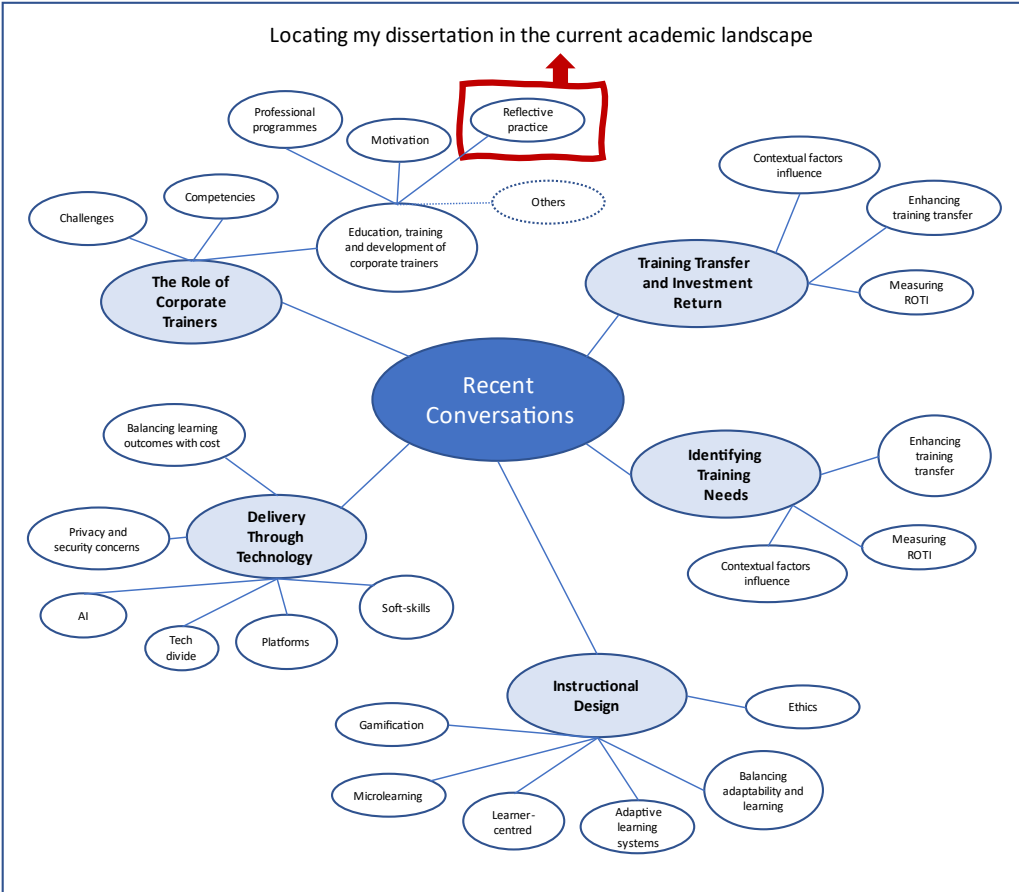 Locating my dissertation in the current academic landscape
Professional
programmes
Motivation
Reflective
practice
Challenges
Competencies
Others
Education, training
and development of
corporate trainers
The Role of
Corporate
Trainers
Contextual factors
influence
Enhancing
training transfer
Training Transfer
and Investment
Return
Measuring
ROTI
Recent
Conversations
Balancing learning
outcomes with cost
Privacy and
security concerns
Delivery
Through
Technology
AI
Tech
divide
Platforms
Soft-skills
Identifying
Training
Needs
Enhancing
training
transfer
Measuring
ROTI
Contextual factors
influence
Instructional
Design
Ethics
Gamification
Microlearning
Learner-
centred
Adaptive
learning
systems
Balancing
adaptability and
learning